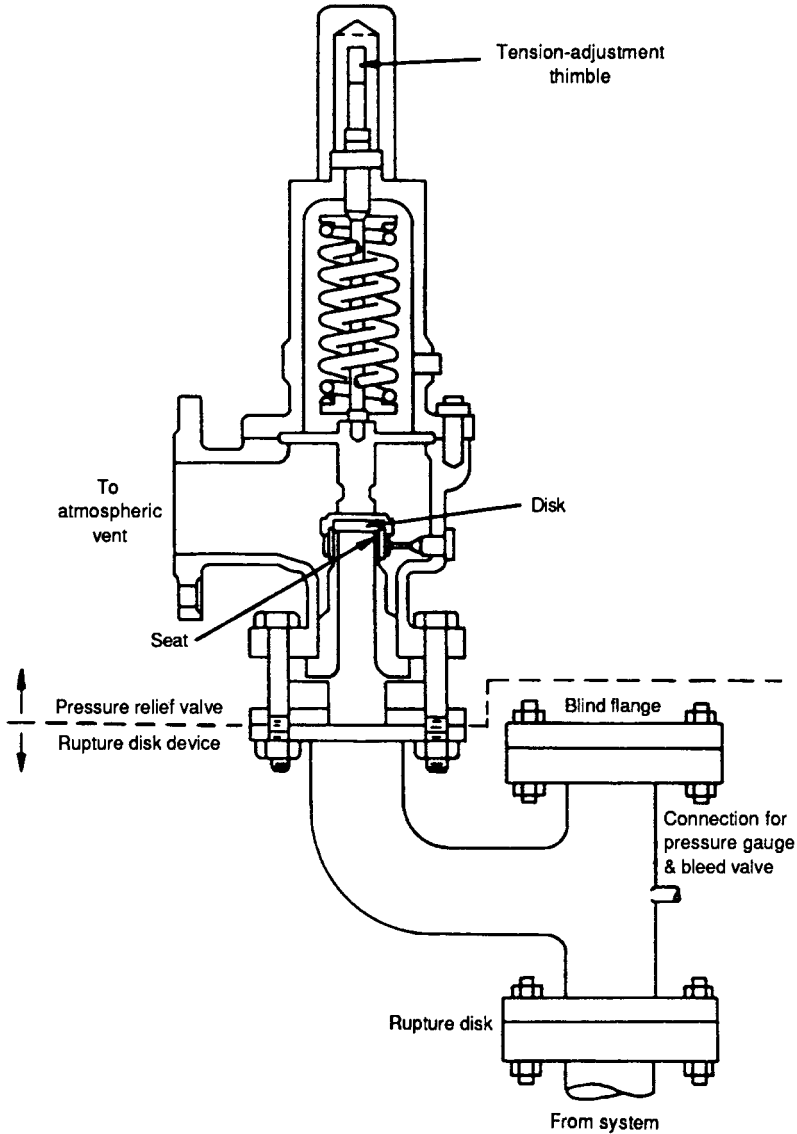 Tension-adjustment
thimble
To
atmospheric
vent
Disk
Seat
Pressure relief valve
Rupture disk device
Blind flange
Connection for
pressure gauge
& bleed valve
Rupture disk
From system